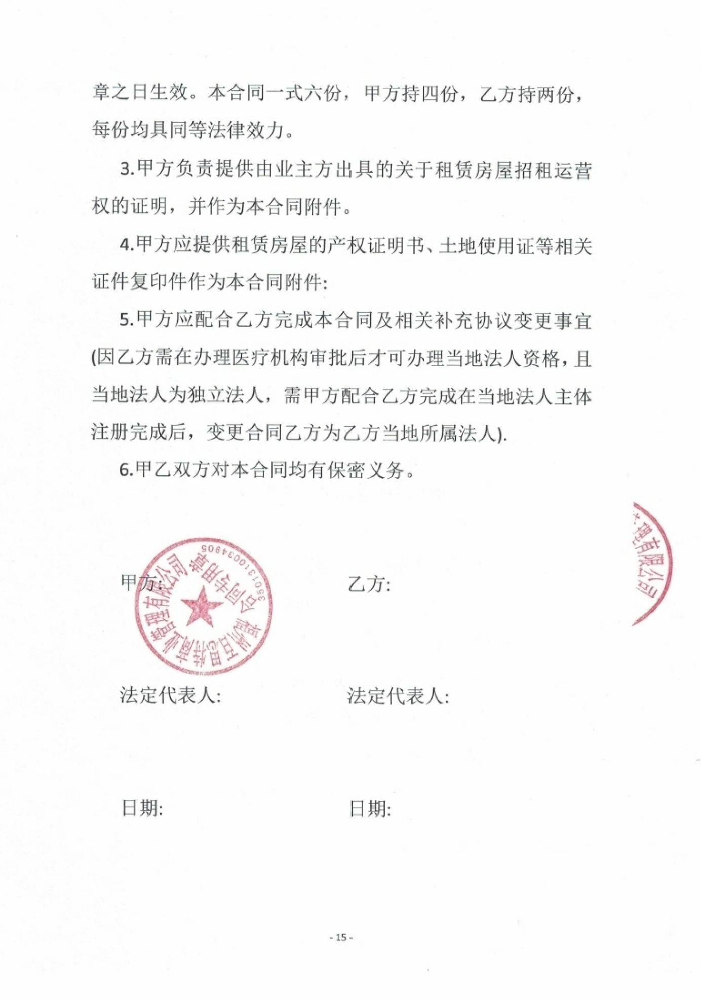 章之日生效。本合同一式六份，甲方持四份，乙方持两份，
每份均具同等法律效力。
3.甲方负责提供由业主方出具的关于租赁房屋招租运营
权的证明，并作为本合同附件。
4.甲方应提供租赁房屋的产权证明书、土地使用证等相关
证件复印件作为本合同附件:
5.甲方应配合乙方完成本合同及相关补充协议变更事宜
(因乙方需在办理医疗机构审批后才可办理当地法人资格，且
当地法人为独立法人，需甲方配合乙方完成在当地法人主体
注册完成后，变更合同乙方为乙方当地所属法人).
6.甲乙双方对本合同均有保密义务。
理有限公司
甲方:
乙方:
福州百思特商业管理有限公司
合同专用章
3501310034905
法定代表人:
法定代表人:
日期:
日期:
- 15 -